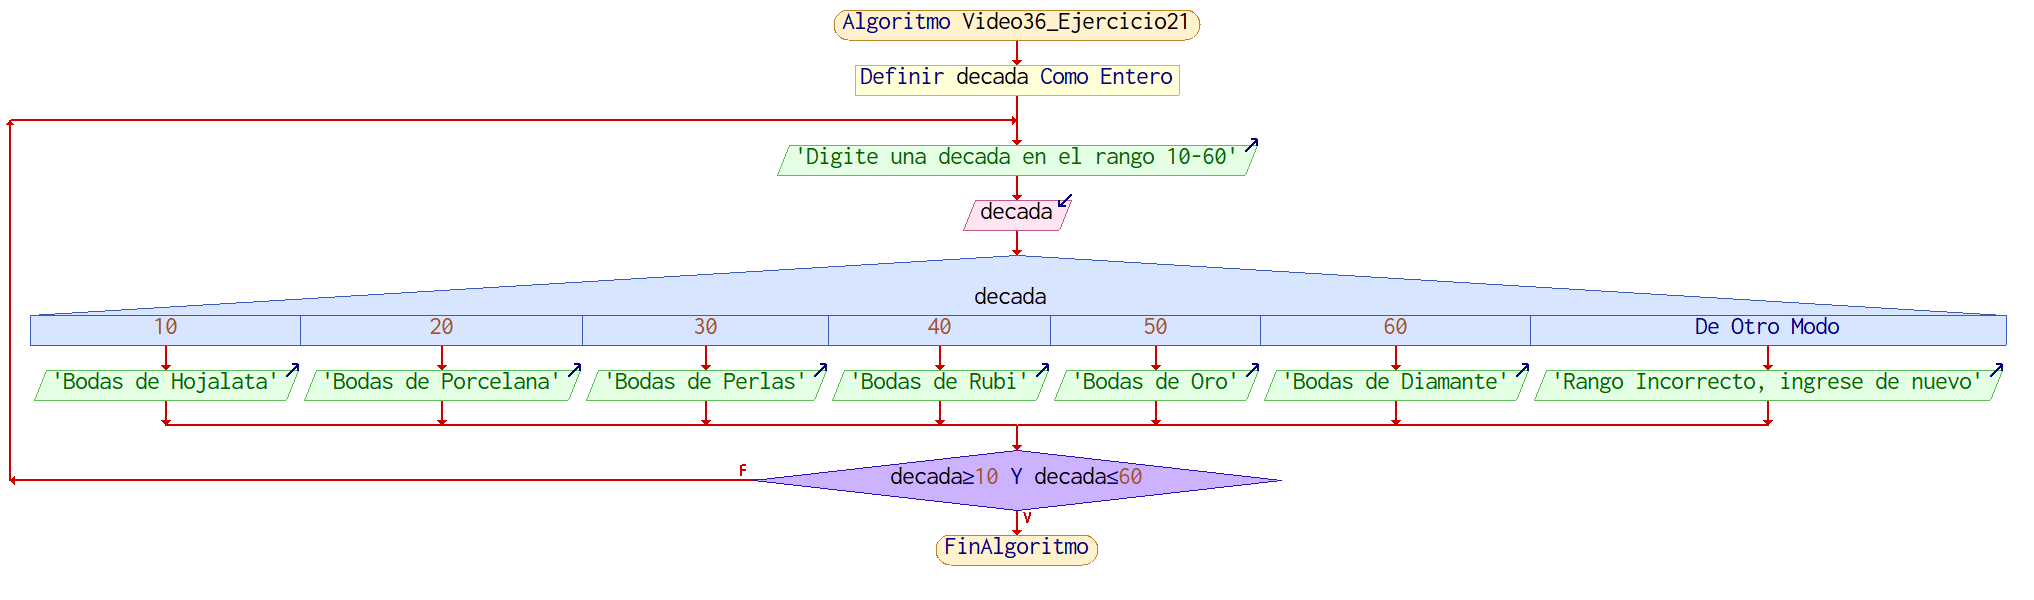 Algoritmo Video36_Ejercicio21
Definir decada Como Entero
'Digite una decada en el rango 10-60'
decada
decada
10 20 30 40 50 60 De Otro Modo
'Bodas de Hojalata' 'Bodas de Porcelana' 'Bodas de Perlas' 'Bodas de Rubi' 'Bodas de Oro' 'Bodas de Diamante' 'Rango Incorrecto, ingrese de nuevo'
F
decada≥10 Y decada≤60
V
FinAlgoritmo